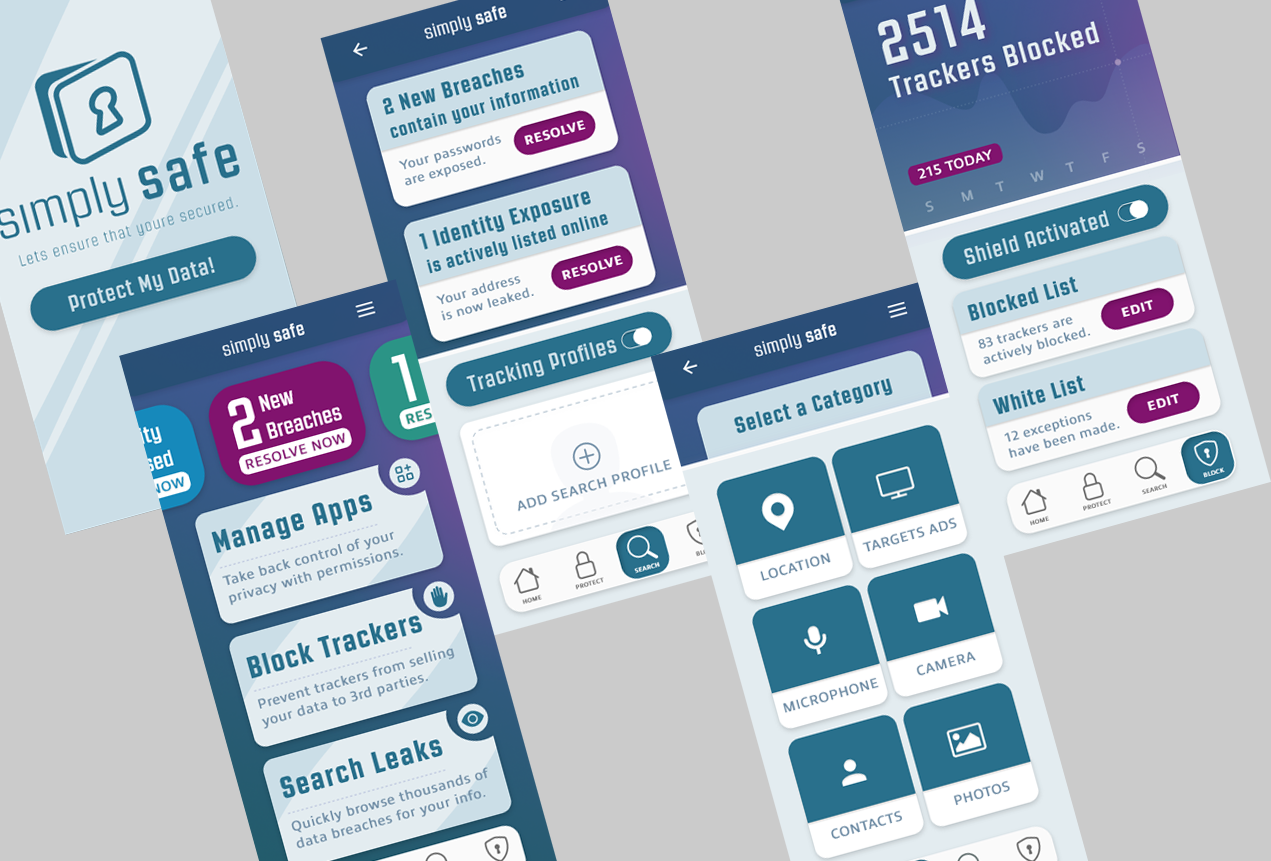 simply safe
Lets ensure that youre secured.
Protect My Data!
simply safe
2 New Breaches
contain your information
Your passwords
are exposed.
RESOLVE
1 Identity Exposure
is actively listed online
Your address
is now leaked.
RESOLVE
Tracking Profiles
ADD SEARCH PROFILE
HOME
PROTECT
SEARCH
simply safe
2 New
Breaches
RESOLVE NOW
NOW
1
Manage Apps
Take back control of your
privacy with permissions.
Block Trackers
Prevent trackers from selling
your data to 3rd parties.
Search Leaks
Quickly browse thousands of
data breaches for your info.
simply safe
Select a Category
LOCATION
TARGETS ADS
MICROPHONE
CAMERA
CONTACTS
PHOTOS
2514
Trackers Blocked
215 TODAY
S M T W T F S
Shield Activated
Blocked List
83 trackers are
actively blocked.
EDIT
White List
12 exceptions
have been made.
EDIT
HOME
PROTECT
SEARCH
BLOCK